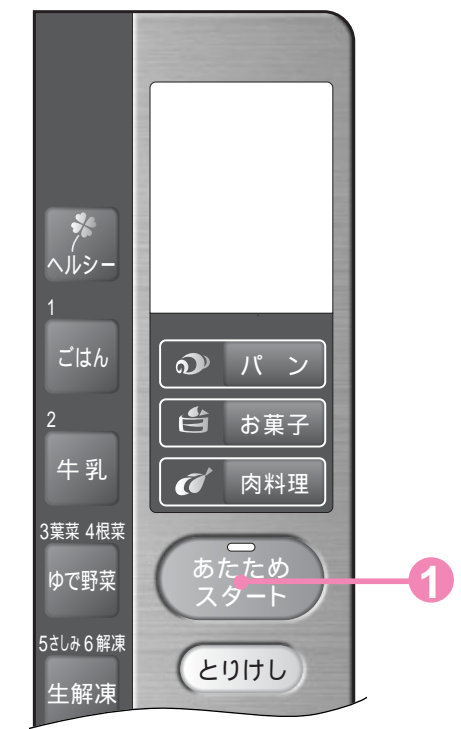 ヘルシー
1
ごはん
2
牛乳
3葉菜 4根菜
ゆで野菜
5さしみ 6解凍
生解凍
パン
お菓子
肉料理
あたため
スタート
1
とりけし